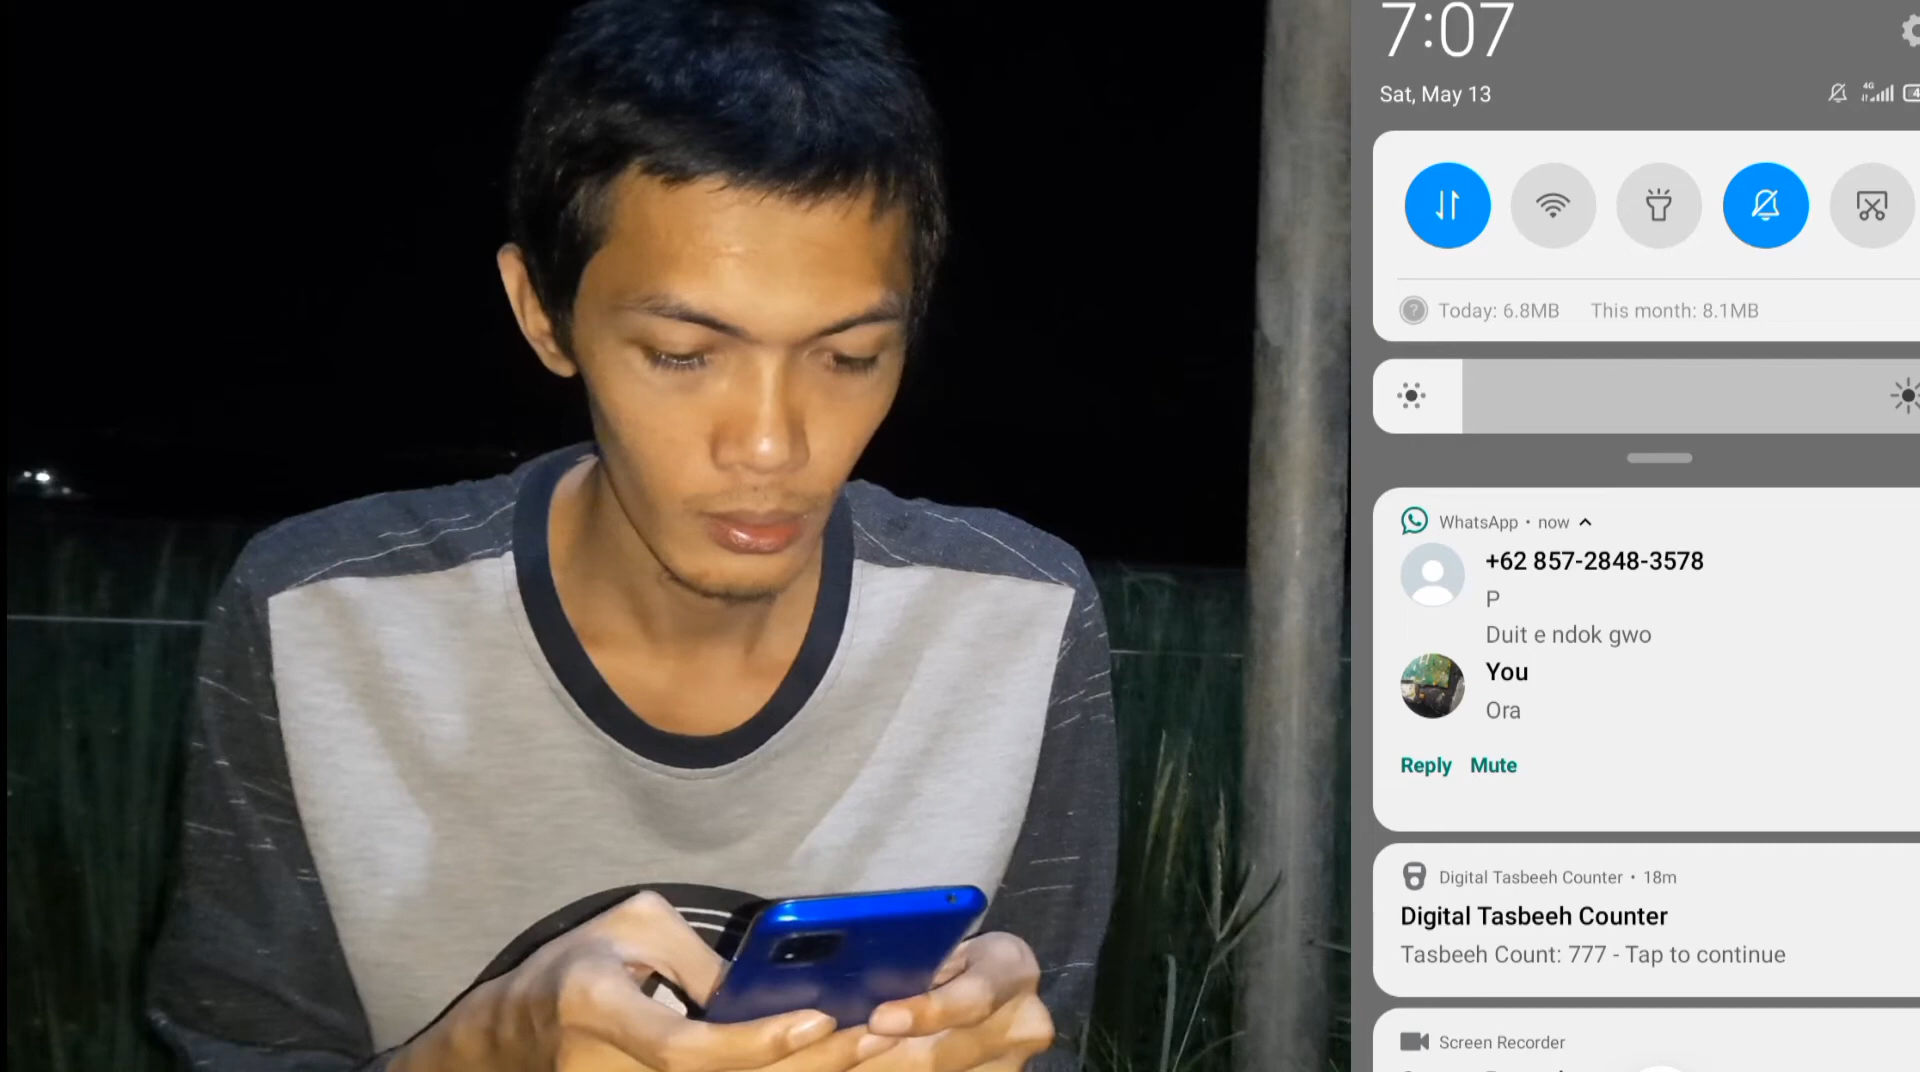 7:07
Sat, May 13
4G
Today: 6.8MB This month: 8.1MB
WhatsApp • now
+62 857-2848-3578
P
Duit e ndok gwo
You
Ora
Reply Mute
Digital Tasbeeh Counter • 18m
Digital Tasbeeh Counter
Tasbeeh Count: 777 - Tap to continue
Screen Recorder